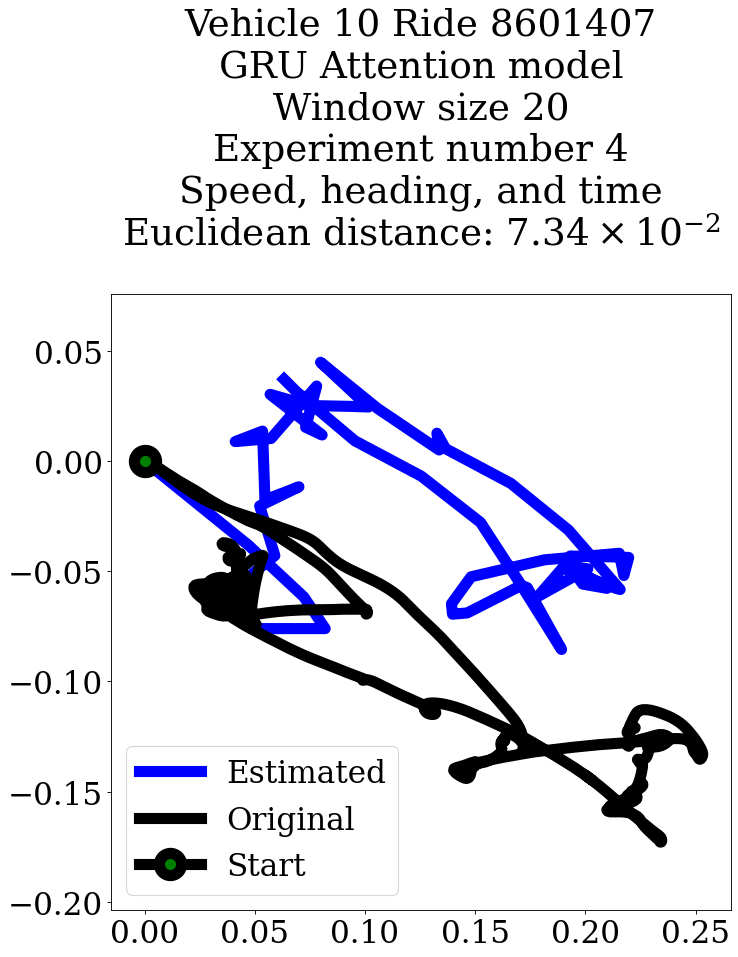 Vehicle 10 Ride 8601407
GRU Attention model
Window size 20
Experiment number 4
Speed, heading, and time
Euclidean distance: 7.34 × 10⁻²
0.05
0.00
−0.05
−0.10
−0.15
−0.20
Estimated
Original
Start
0.00 0.05 0.10 0.15 0.20 0.25